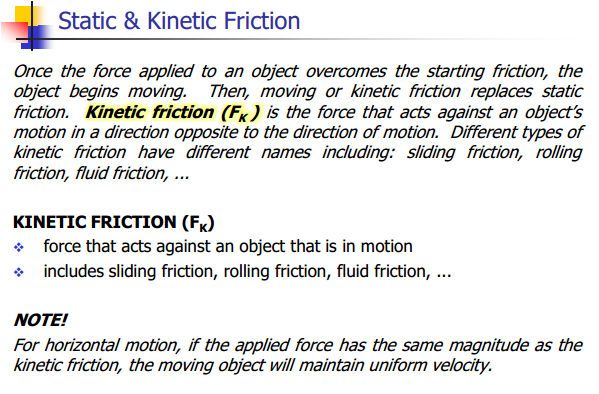 Static & Kinetic Friction
Once the force applied to an object overcomes the starting friction, the
object begins moving. Then, moving or kinetic friction replaces static
friction. Kinetic friction (FK ) is the force that acts against an object's
motion in a direction opposite to the direction of motion. Different types of
kinetic friction have different names including: sliding friction, rolling
friction, fluid friction, ...
KINETIC FRICTION (FK)
❖ force that acts against an object that is in motion
❖ includes sliding friction, rolling friction, fluid friction, ...
NOTE!
For horizontal motion, if the applied force has the same magnitude as the
kinetic friction, the moving object will maintain uniform velocity.